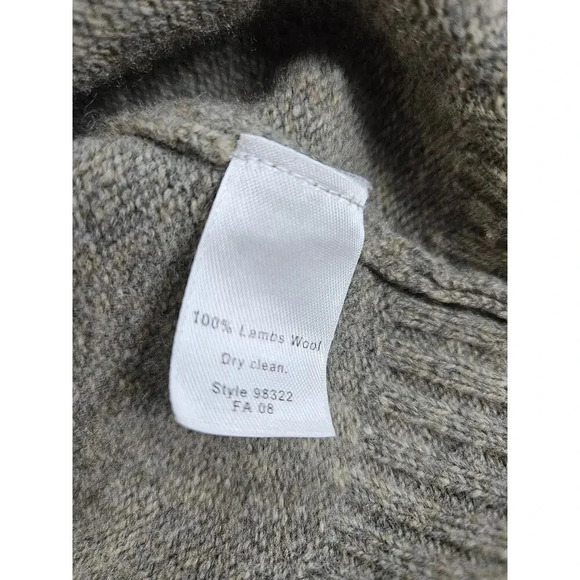 100% Lambs Wool
Dry clean.
Style 98322
FA 08